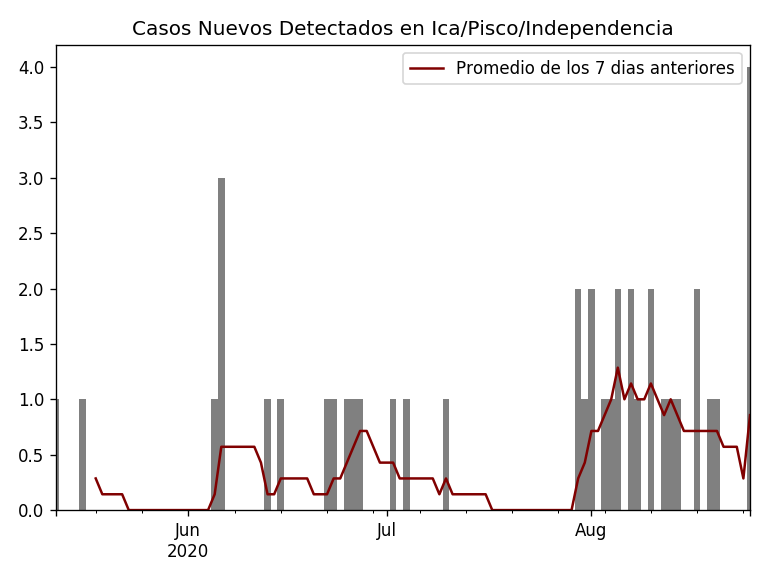 Casos Nuevos Detectados en Ica/Pisco/Independencia
Promedio de los 7 dias anteriores
4.0
3.5
3.0
2.5
2.0
1.5
1.0
0.5
0.0
Jun
2020
Jul
Aug